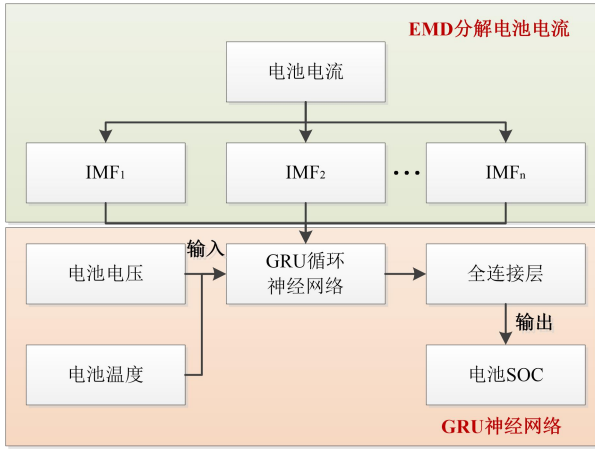 EMD分解电池电流
电池电流
IMF₁
IMF₂
•••
IMFₙ
输入
电池电压
GRU循环
神经网络
全连接层
输出
电池温度
电池SOC
GRU神经网络